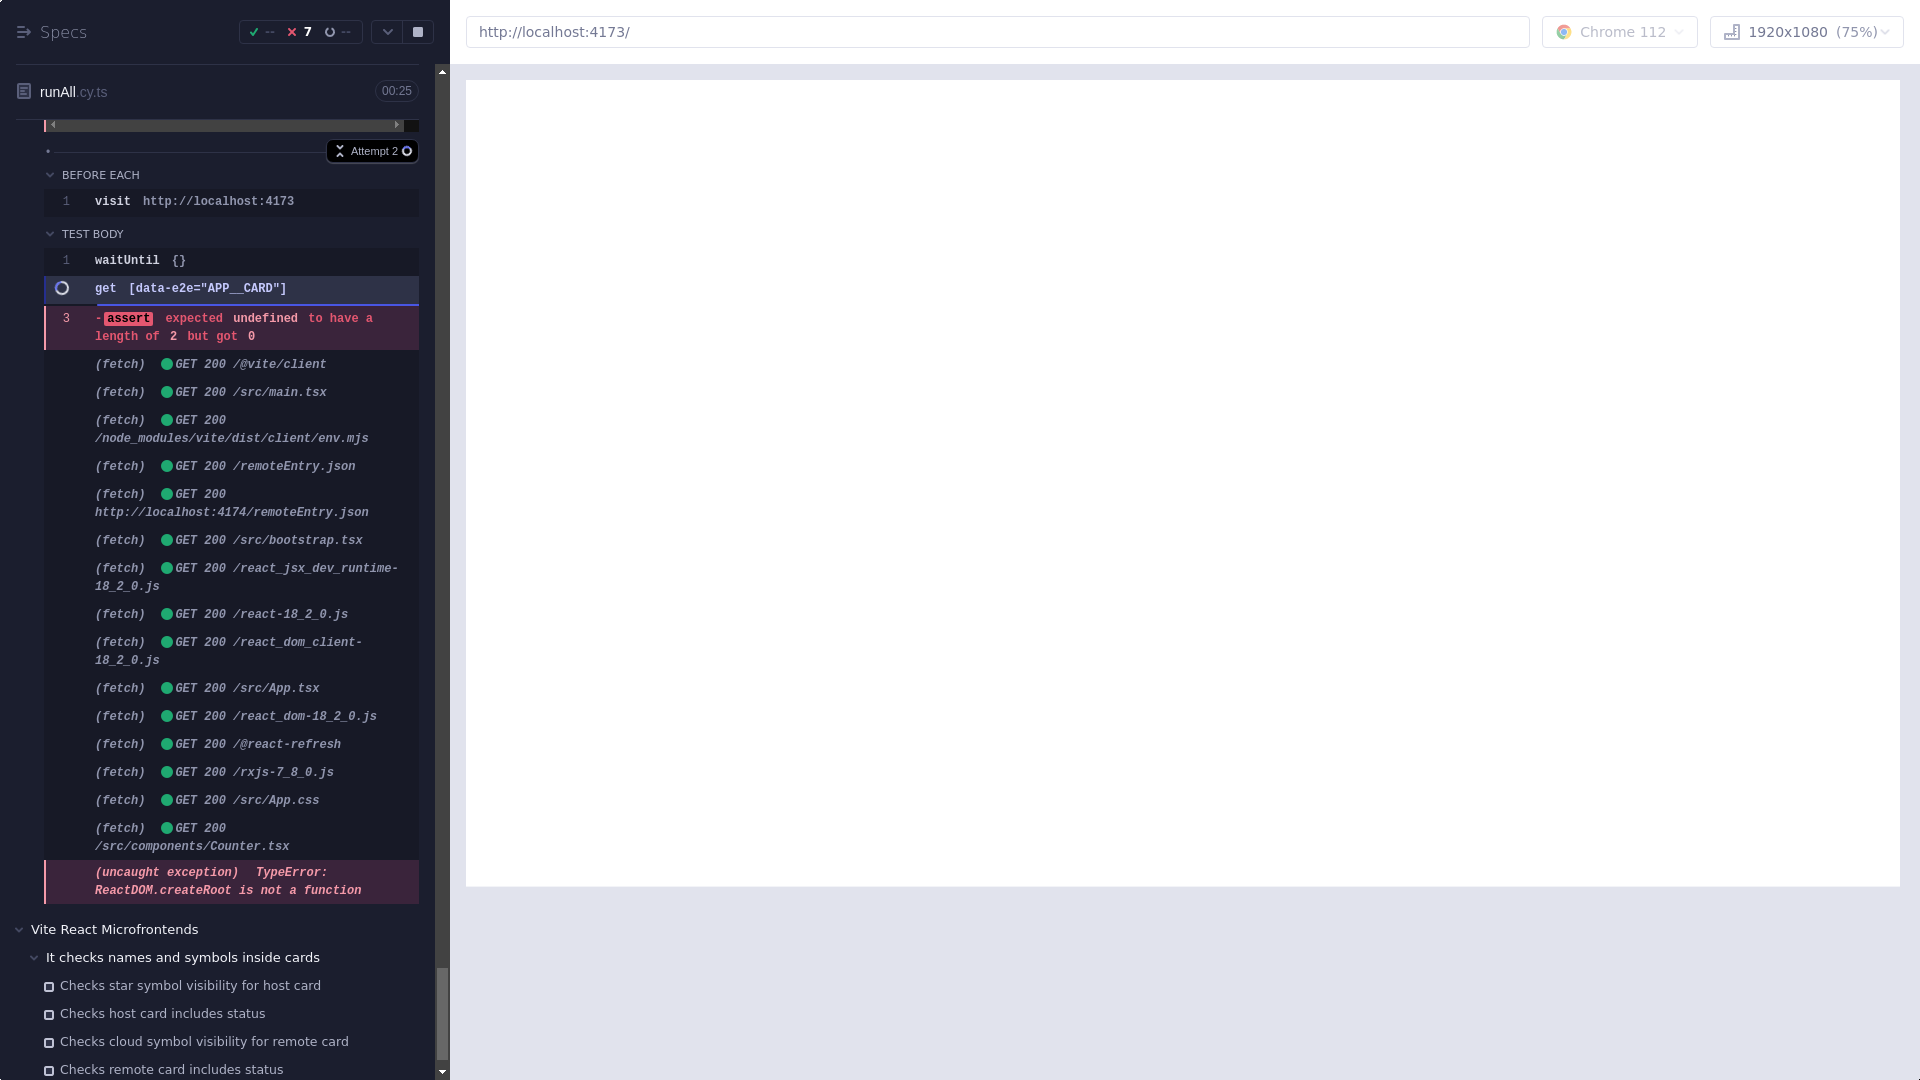 Specs
-- 7 --
runAll.cy.ts
00:25
Attempt 2
BEFORE EACH
1 visit http://localhost:4173
TEST BODY
1 waitUntil {}
get [data-e2e="APP__CARD"]
3 -assert expected undefined to have a
length of 2 but got 0
(fetch) GET 200 /@vite/client
(fetch) GET 200 /src/main.tsx
(fetch) GET 200
/node_modules/vite/dist/client/env.mjs
(fetch) GET 200 /remoteEntry.json
(fetch) GET 200
http://localhost:4174/remoteEntry.json
(fetch) GET 200 /src/bootstrap.tsx
(fetch) GET 200 /react_jsx_dev_runtime-
18_2_0.js
(fetch) GET 200 /react-18_2_0.js
(fetch) GET 200 /react_dom_client-
18_2_0.js
(fetch) GET 200 /src/App.tsx
(fetch) GET 200 /react_dom-18_2_0.js
(fetch) GET 200 /@react-refresh
(fetch) GET 200 /rxjs-7_8_0.js
(fetch) GET 200 /src/App.css
(fetch) GET 200
/src/components/Counter.tsx
(uncaught exception) TypeError:
ReactDOM.createRoot is not a function
Vite React Microfrontends
It checks names and symbols inside cards
Checks star symbol visibility for host card
Checks host card includes status
Checks cloud symbol visibility for remote card
Checks remote card includes status
http://localhost:4173/
Chrome 112
1920x1080 (75%)